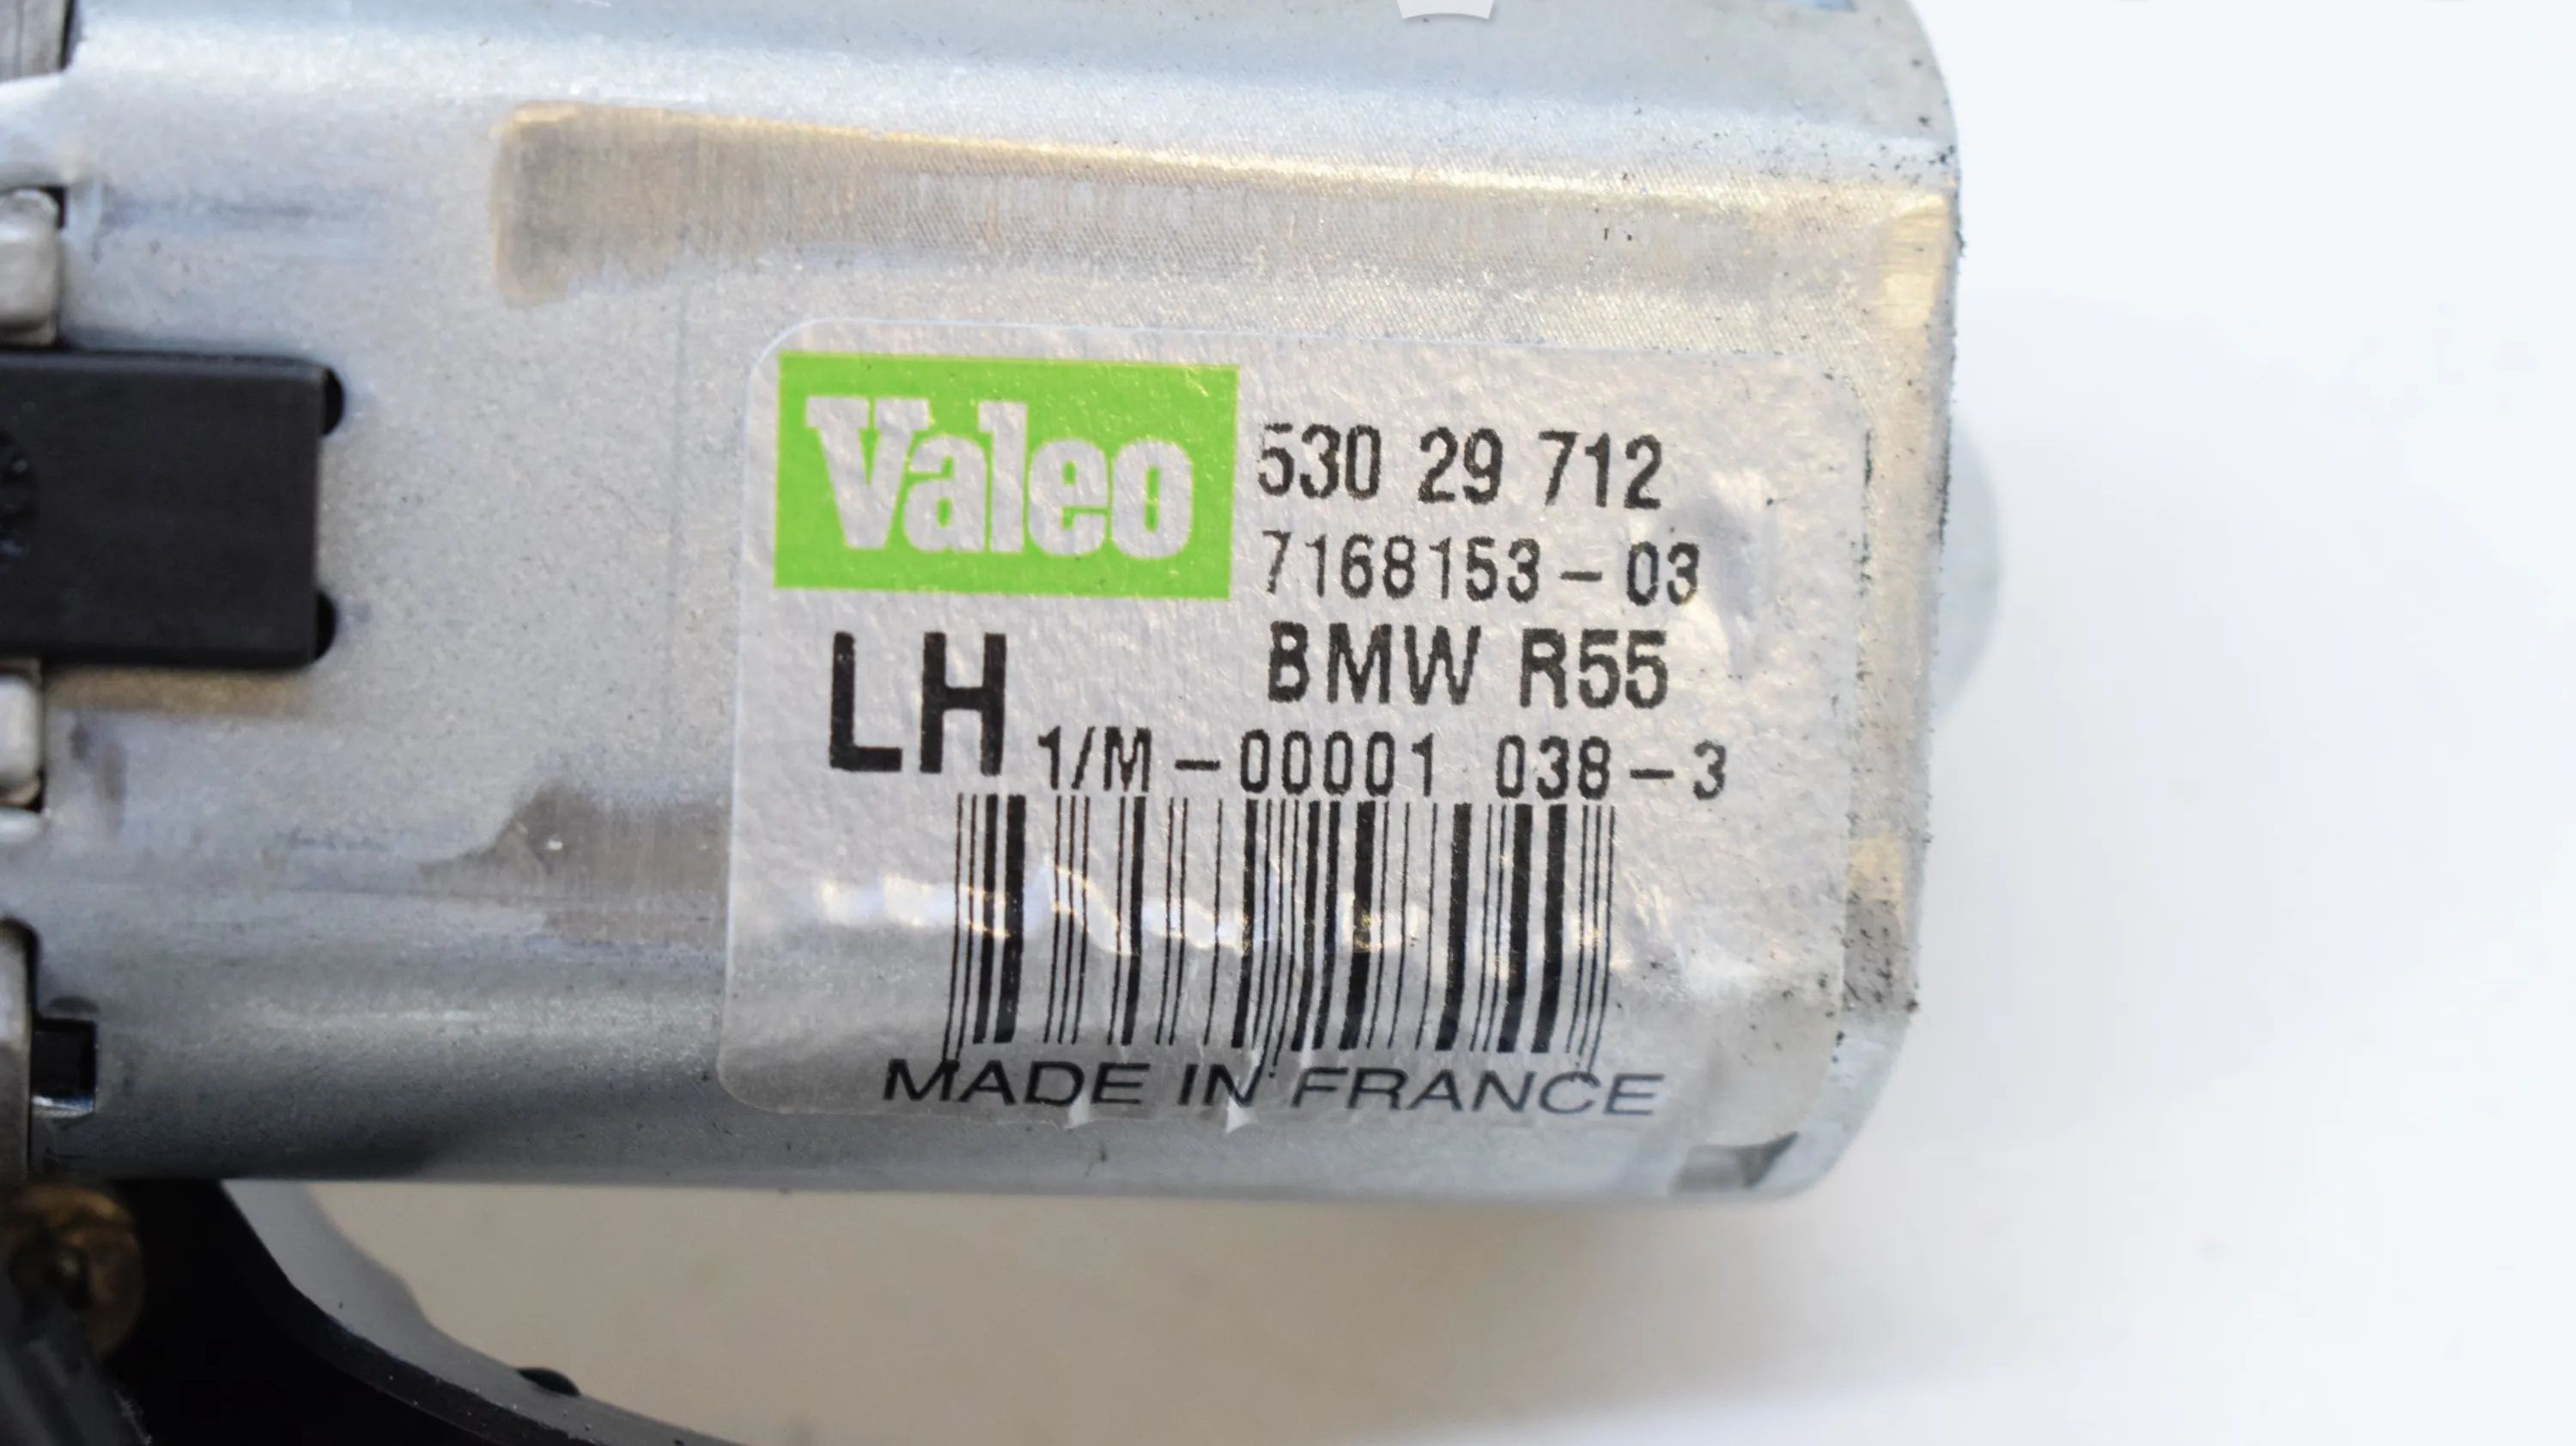 Valeo
530 29 712
7168153-03
BMW R55
LH
1/M-00001 038-3
MADE IN FRANCE